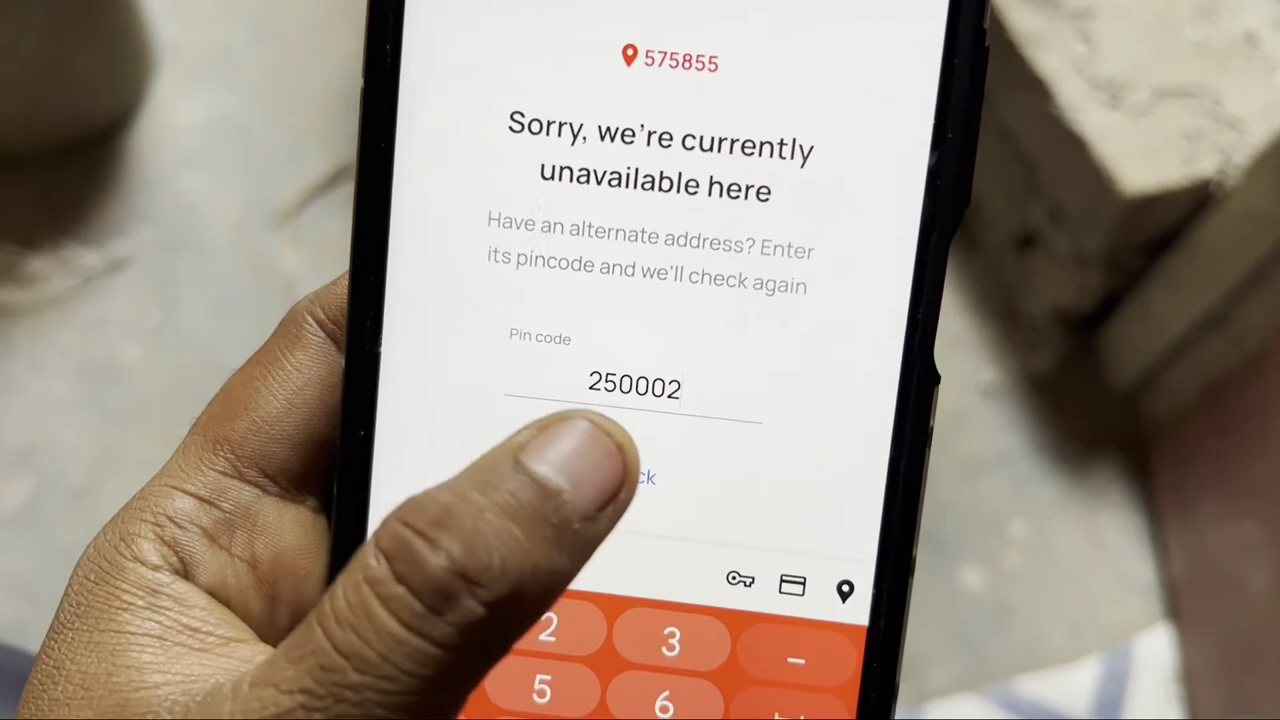 575855
Sorry, we're currently
unavailable here
Have an alternate address? Enter
its pincode and we'll check again
Pin code
250002
2
3
–
5
6